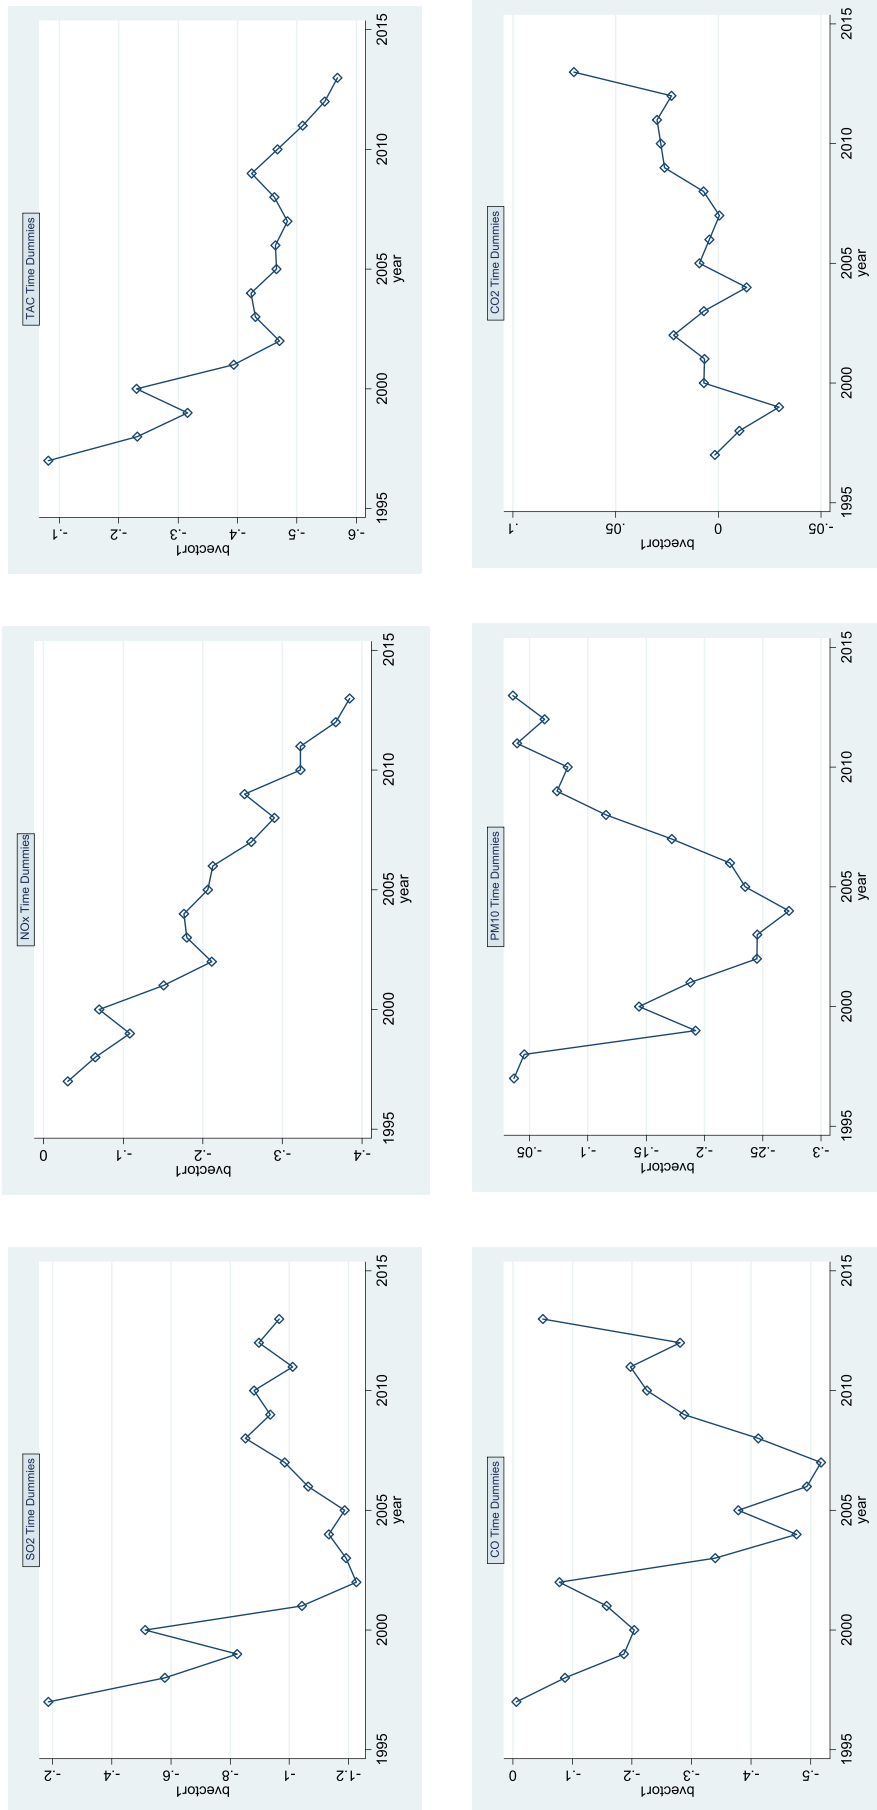 SO2 Time Dummies
-.2
-.4
-.6
-.8
-1
-1.2
bvector1
1995 2000 2005 2010 2015
year
NOx Time Dummies
0
-.1
-.2
-.3
-.4
bvector1
1995 2000 2005 2010 2015
year
TAC Time Dummies
-.1
-.2
-.3
-.4
-.5
-.6
bvector1
1995 2000 2005 2010 2015
year
CO Time Dummies
0
-.1
-.2
-.3
-.4
-.5
bvector1
1995 2000 2005 2010 2015
year
PM10 Time Dummies
-.05
-.1
-.15
-.2
-.25
-.3
bvector1
1995 2000 2005 2010 2015
year
CO2 Time Dummies
.1
.05
0
-.05
bvector1
1995 2000 2005 2010 2015
year